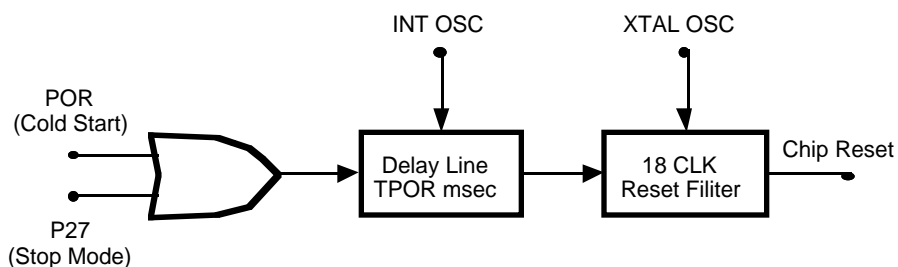 INT OSC
XTAL OSC
POR
(Cold Start)
Delay Line
TPOR msec
18 CLK
Reset Filiter
Chip Reset
P27
(Stop Mode)